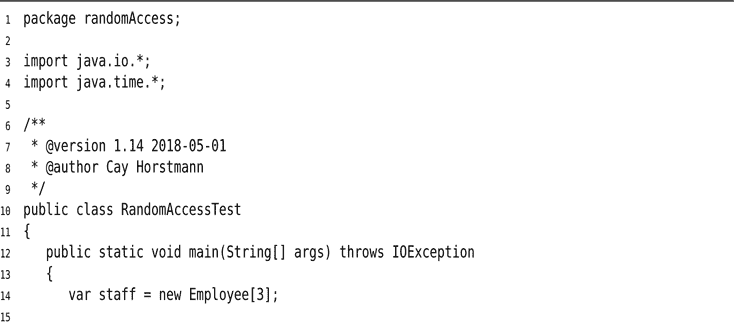 1 package randomAccess;
2
3 import java.io.*;
4 import java.time.*;
5
6 /**
7  * @version 1.14 2018-05-01
8  * @author Cay Horstmann
9  */
10 public class RandomAccessTest
11 {
12    public static void main(String[] args) throws IOException
13    {
14       var staff = new Employee[3];
15